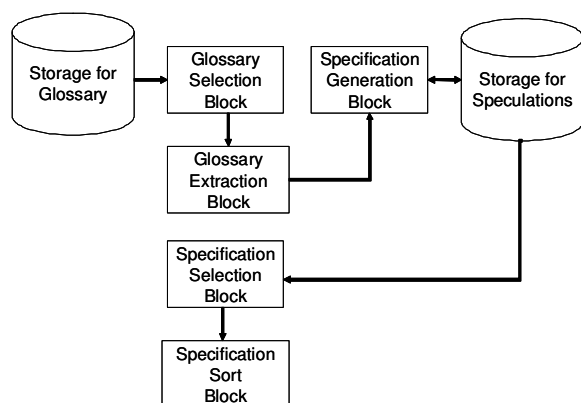 Storage for
Glossary
Glossary
Selection
Block
Specification
Generation
Block
Storage for
Speculations
Glossary
Extraction
Block
Specification
Selection
Block
Specification
Sort
Block